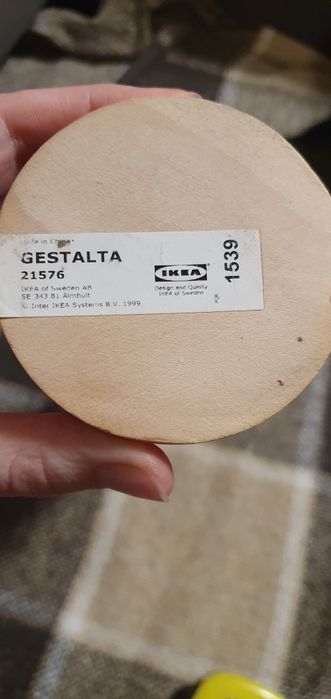 Made in China
GESTALTA
21576
IKEA of Sweden AB
SE 343 81 Älmhult
© Inter IKEA Systems B.V. 1999
IKEA
Design and Quality
IKEA of Sweden
1539